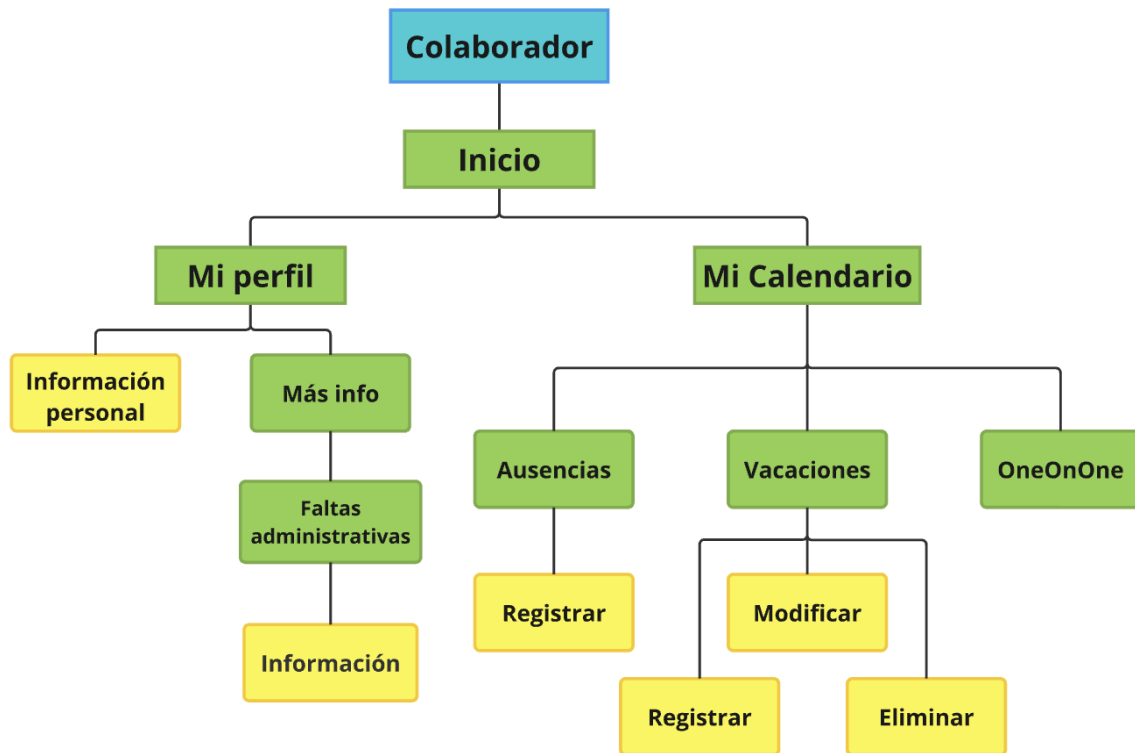 Colaborador
Inicio
Mi perfil
Mi Calendario
Información
personal
Más info
Ausencias
Vacaciones
OneOnOne
Faltas
administrativas
Registrar
Modificar
Información
Registrar
Eliminar